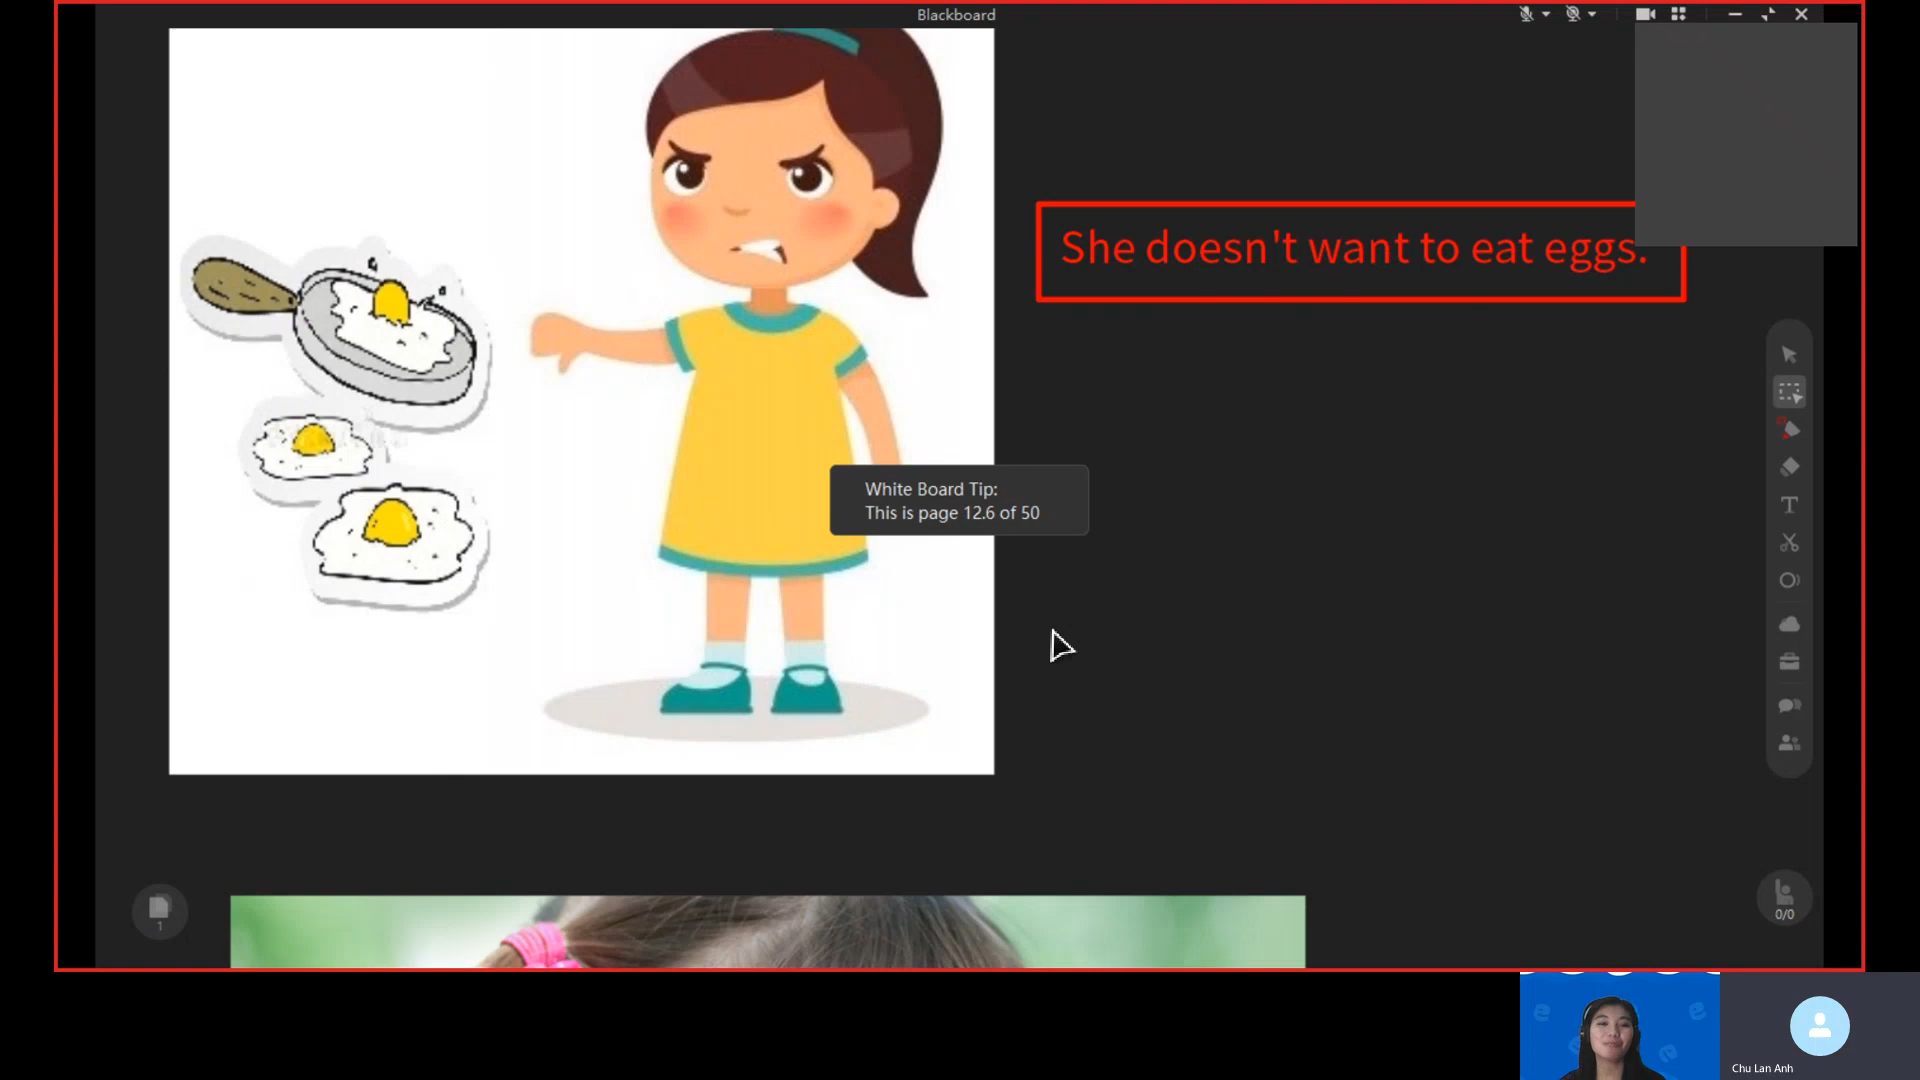 Blackboard
She doesn't want to eat eggs.
White Board Tip:
This is page 12.6 of 50
1
0/0
Chu Lan Anh